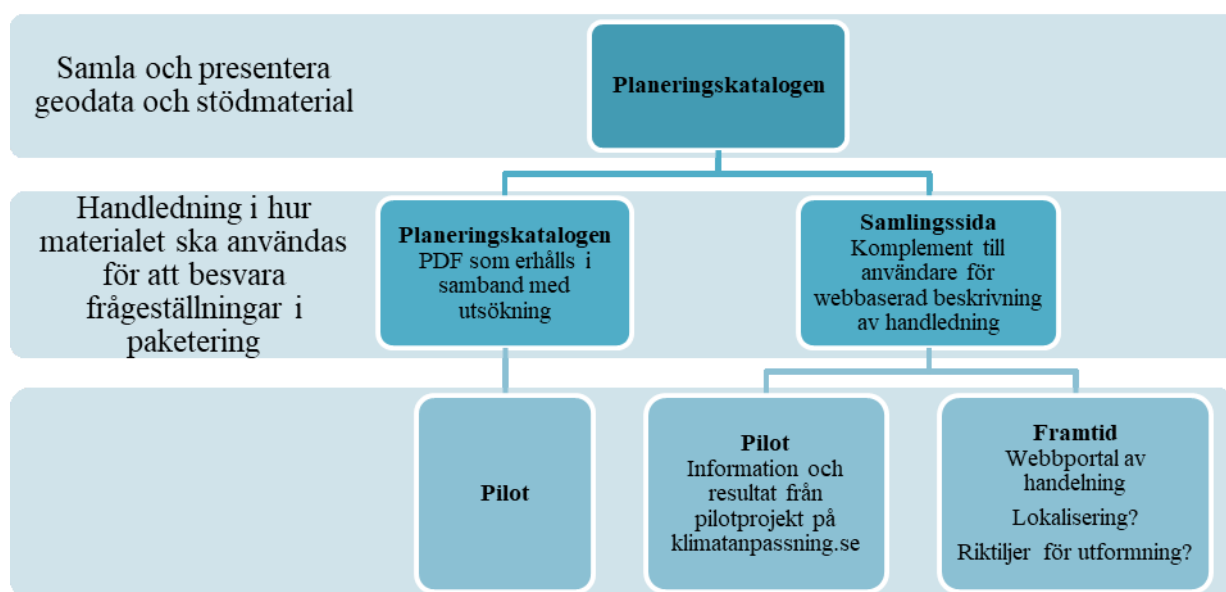 Samla och presentera
geodata och stödmaterial
Planeringskatalogen
Handledning i hur
materialet ska användas
för att besvara
frågeställningar i
paketering
Planeringskatalogen
PDF som erhålls i
samband med
utsökning
Samlingssida
Komplement till
användare för
webbaserad beskrivning
av handledning
Pilot
Pilot
Information och
resultat från
pilotprojekt på
klimatanpassning.se
Framtid
Webbportal av
handelning
Lokalisering?
Riktiljer för utformning?